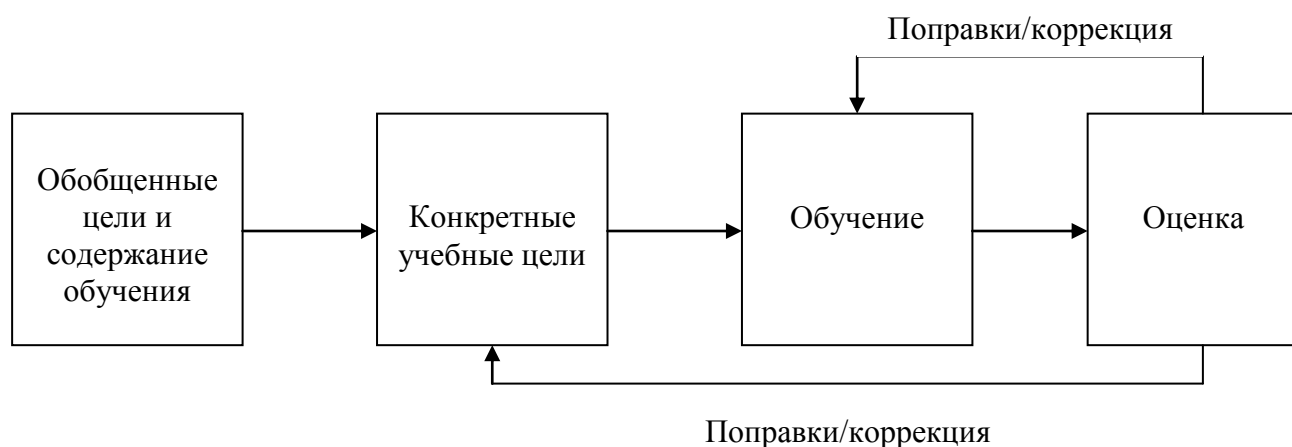 Поправки/коррекция
Обобщенные
цели и
содержание
обучения
Конкретные
учебные цели
Обучение
Оценка
Поправки/коррекция